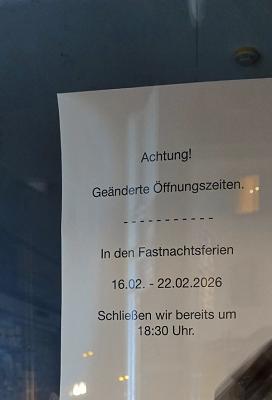 Achtung!
Geänderte Öffnungszeiten.
- - - - - - - - - - -
In den Fastnachtsferien
16.02. - 22.02.2026
Schließen wir bereits um
18:30 Uhr.